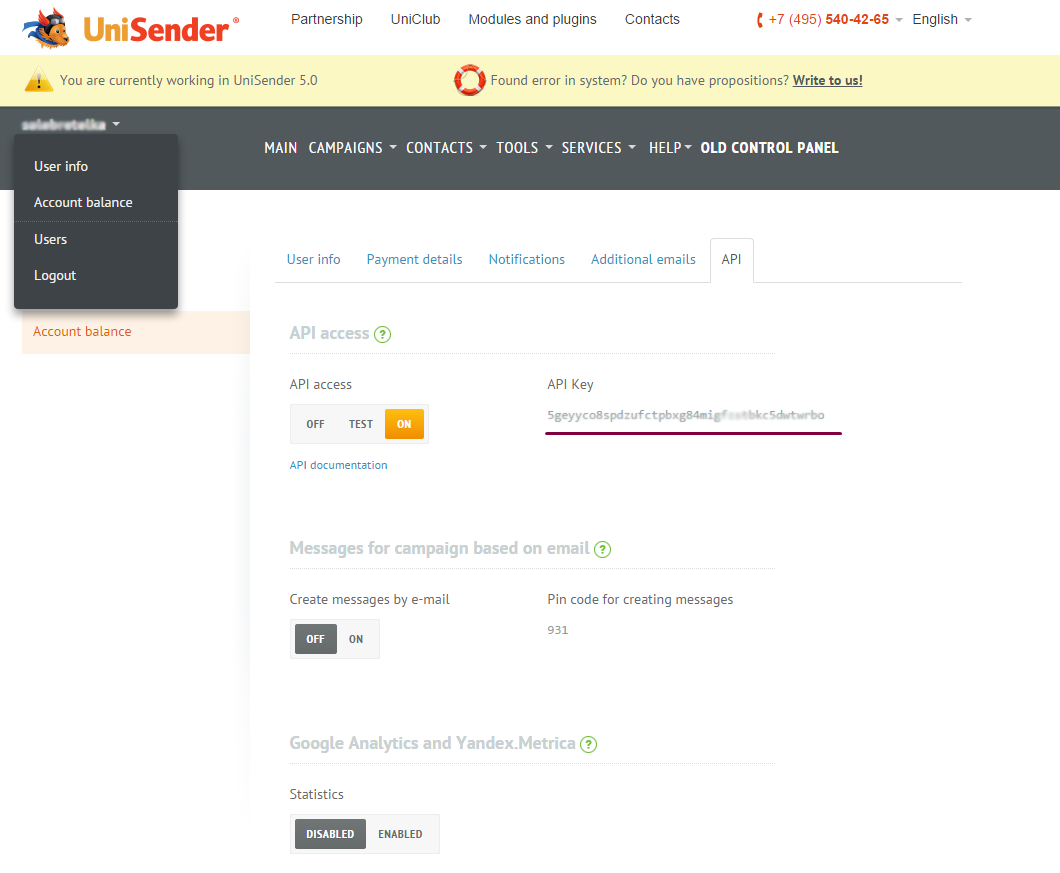 UniSender
Partnership UniClub Modules and plugins Contacts +7 (495) 540-42-65 English
You are currently working in UniSender 5.0 Found error in system? Do you have propositions? Write to us!
MAIN CAMPAIGNS CONTACTS TOOLS SERVICES HELP OLD CONTROL PANEL
User info
Account balance
Users
Logout
Account balance
User info Payment details Notifications Additional emails API
API access ?
API access API Key
OFF TEST ON
API documentation
Messages for campaign based on email ?
Create messages by e-mail Pin code for creating messages
OFF ON 931
Google Analytics and Yandex.Metrica ?
Statistics
DISABLED ENABLED